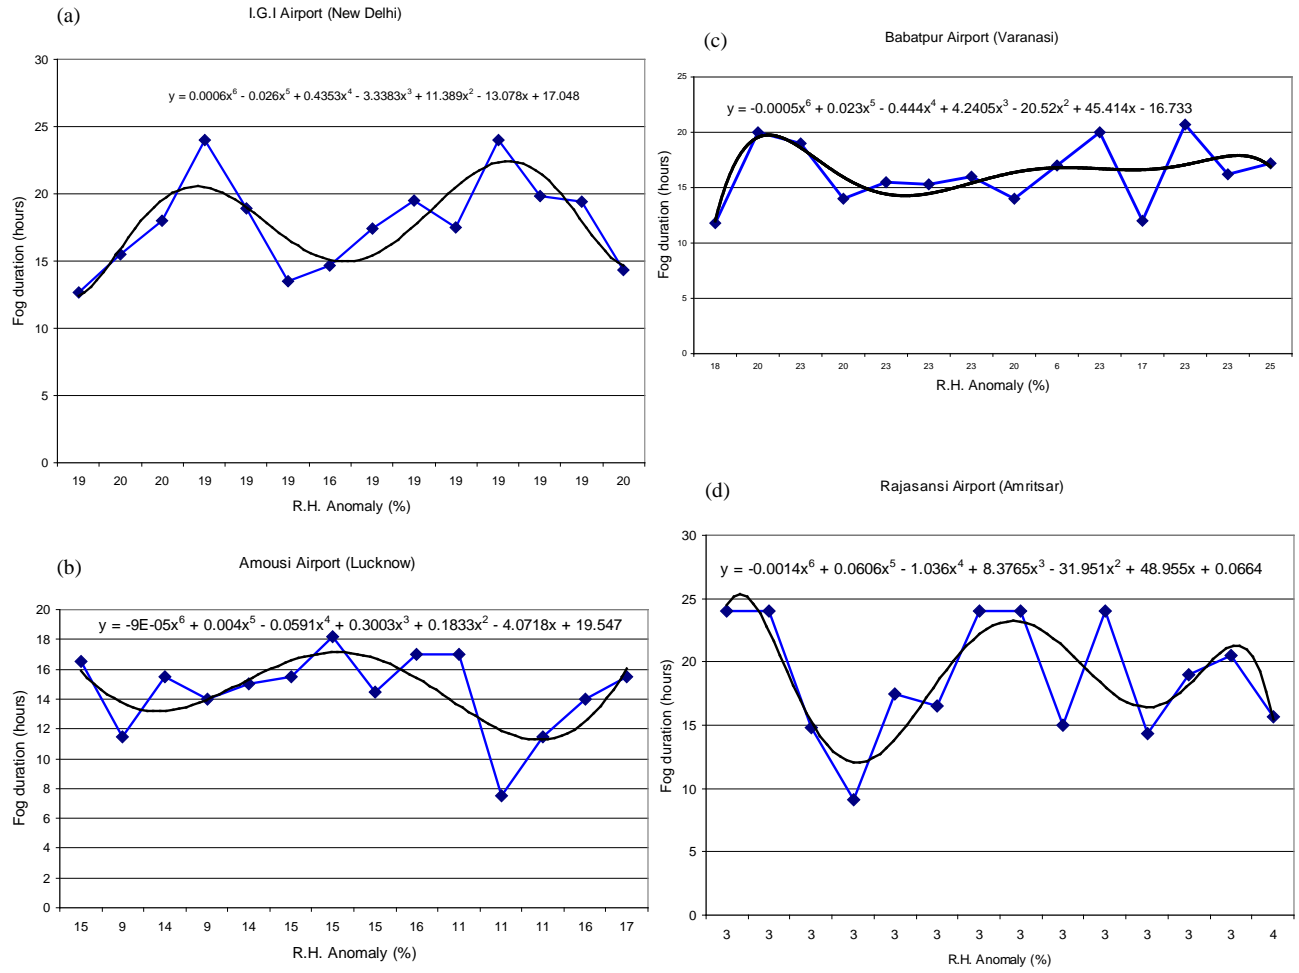 (a)
I.G.I Airport (New Delhi)
30
25
20
15
10
5
0
Fog duration (hours)
y = 0.0006x⁶ - 0.026x⁵ + 0.4353x⁴ - 3.3383x³ + 11.389x² - 13.078x + 17.048
19 20 20 19 19 19 16 19 19 19 19 19 19 20
R.H. Anomaly (%)
(b)
Amousi Airport (Lucknow)
20
18
16
14
12
10
8
6
4
2
0
Fog duration (hours)
y = -9E-05x⁶ + 0.004x⁵ - 0.0591x⁴ + 0.3003x³ + 0.1833x² - 4.0718x + 19.547
15 9 14 9 14 15 15 15 16 11 11 11 16 17
R.H. Anomaly (%)
(c)
Babatpur Airport (Varanasi)
25
20
15
10
5
0
Fog duration (hours)
y = -0.0005x⁶ + 0.023x⁵ - 0.444x⁴ + 4.2405x³ - 20.52x² + 45.414x - 16.733
18 20 23 20 23 23 23 20 6 23 17 23 23 25
R.H. Anomaly (%)
(d)
Rajasansi Airport (Amritsar)
30
25
20
15
10
5
0
Fog duration (hours)
y = -0.0014x⁶ + 0.0606x⁵ - 1.036x⁴ + 8.3765x³ - 31.951x² + 48.955x + 0.0664
3 3 3 3 3 3 3 3 3 3 3 3 3 4
R.H. Anomaly (%)